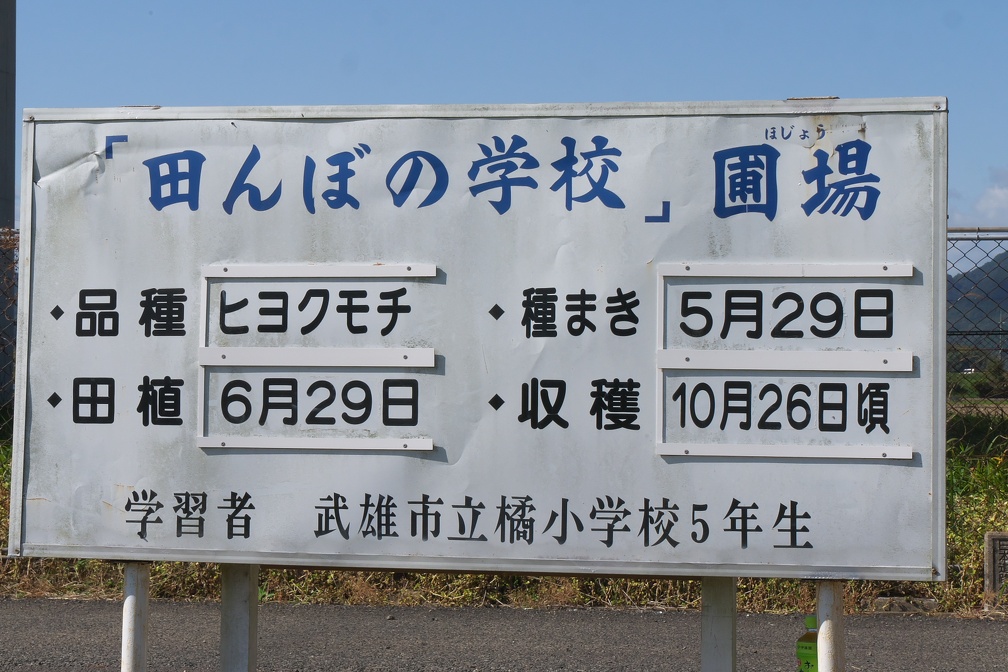 ほじょう
「田んぼの学校」圃場
・品種 ヒヨクモチ ・種まき 5月29日
・田植 6月29日 ・収穫 10月26日頃
学習者 武雄市立橘小学校5年生